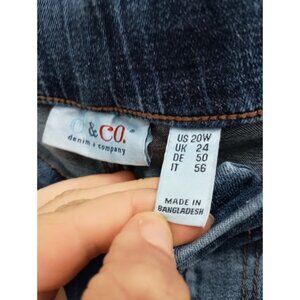 & CO.
denim & company
US 20W
UK 24
DE 50
IT 56
MADE IN
BANGLADESH